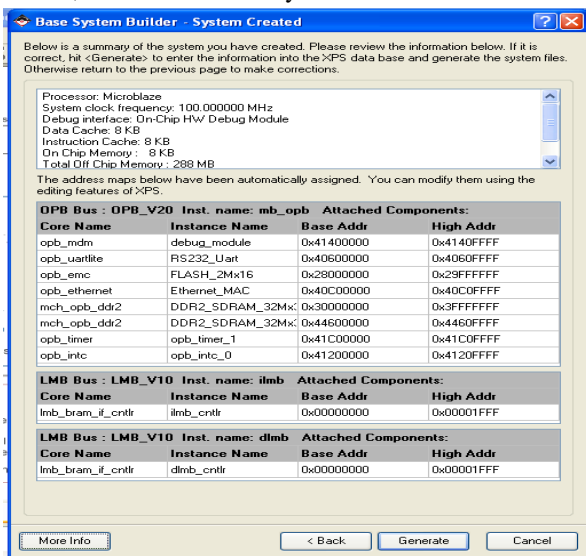 Base System Builder - System Created
Below is a summary of the system you have created. Please review the information below. If it is
correct, hit <Generate> to enter the information into the XPS data base and generate the system files.
Otherwise return to the previous page to make corrections.
Processor: Microblaze
System clock frequency: 100.000000 MHz
Debug interface: On-Chip HW Debug Module
Data Cache: 8 KB
Instruction Cache: 8 KB
On Chip Memory : 8 KB
Total Off Chip Memory : 288 MB
The address maps below have been automatically assigned. You can modify them using the
editing features of XPS.
OPB Bus : OPB_V20 Inst. name: mb_opb Attached Components:
Core Name Instance Name Base Addr High Addr
opb_mdm debug_module 0x41400000 0x4140FFFF
opb_uartlite RS232_Uart 0x40600000 0x4060FFFF
opb_emc FLASH_2Mx16 0x28000000 0x29FFFFFF
opb_ethernet Ethernet_MAC 0x40C00000 0x40C0FFFF
mch_opb_ddr2 DDR2_SDRAM_32Mx 0x30000000 0x3FFFFFFF
mch_opb_ddr2 DDR2_SDRAM_32Mx 0x44600000 0x4460FFFF
opb_timer opb_timer_1 0x41C00000 0x41C0FFFF
opb_intc opb_intc_0 0x41200000 0x4120FFFF
LMB Bus : LMB_V10 Inst. name: ilmb Attached Components:
Core Name Instance Name Base Addr High Addr
lmb_bram_if_cntlr ilmb_cntlr 0x00000000 0x00001FFF
LMB Bus : LMB_V10 Inst. name: dlmb Attached Components:
Core Name Instance Name Base Addr High Addr
lmb_bram_if_cntlr dlmb_cntlr 0x00000000 0x00001FFF
More Info < Back Generate Cancel